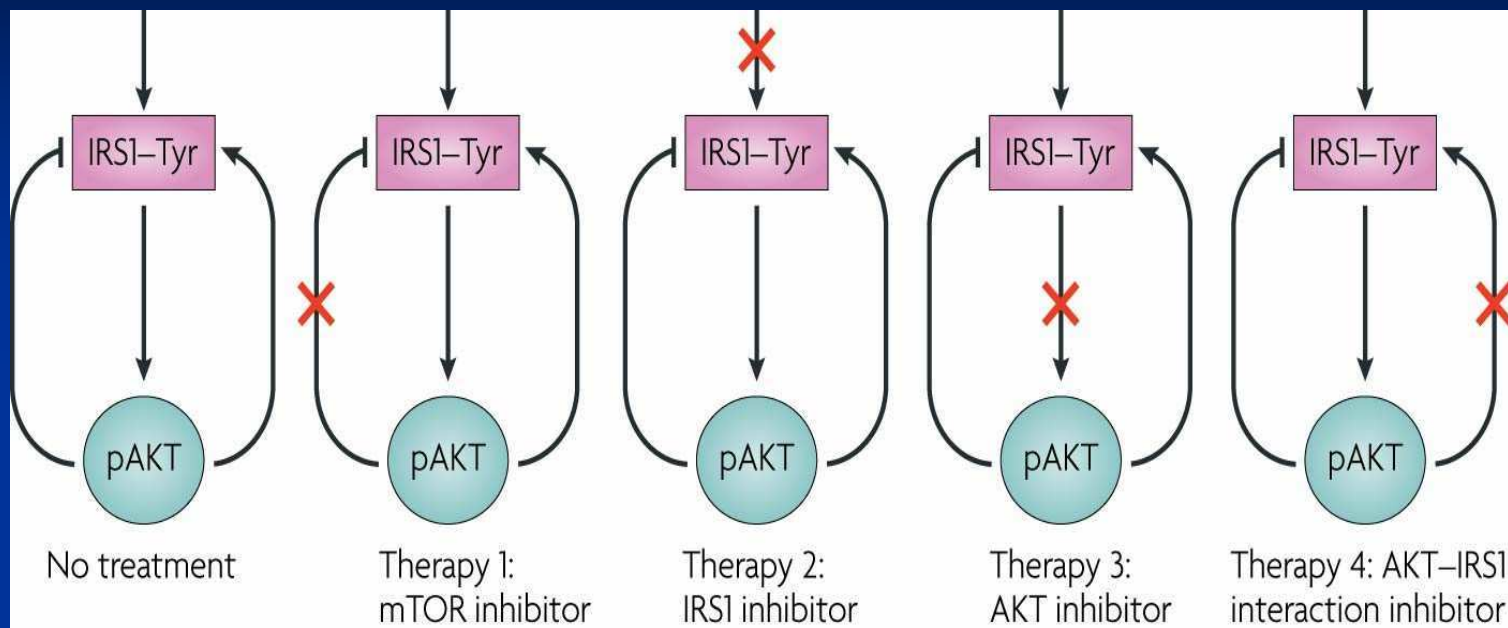 IRS1–Tyr
IRS1–Tyr
IRS1–Tyr
IRS1–Tyr
IRS1–Tyr
pAKT
pAKT
pAKT
pAKT
pAKT
No treatment
Therapy 1:
mTOR inhibitor
Therapy 2:
IRS1 inhibitor
Therapy 3:
AKT inhibitor
Therapy 4: AKT–IRS1
interaction inhibitor